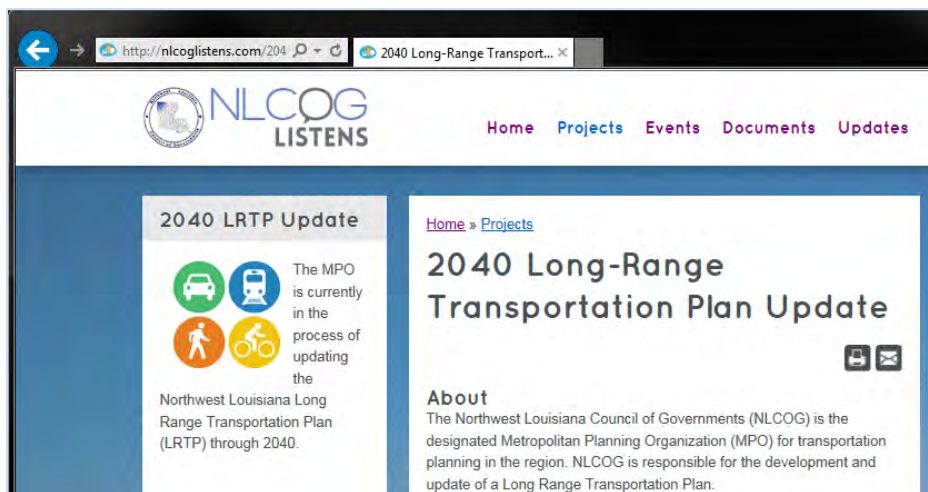 http://nlcoglistens.com/204
2040 Long-Range Transport...
NLCOG
LISTENS
Home Projects Events Documents Updates
2040 LRTP Update
The MPO
is currently
in the
process of
updating
the
Northwest Louisiana Long
Range Transportation Plan
(LRTP) through 2040.
Home » Projects
2040 Long-Range
Transportation Plan Update
About
The Northwest Louisiana Council of Governments (NLCOG) is the
designated Metropolitan Planning Organization (MPO) for transportation
planning in the region. NLCOG is responsible for the development and
update of a Long Range Transportation Plan.